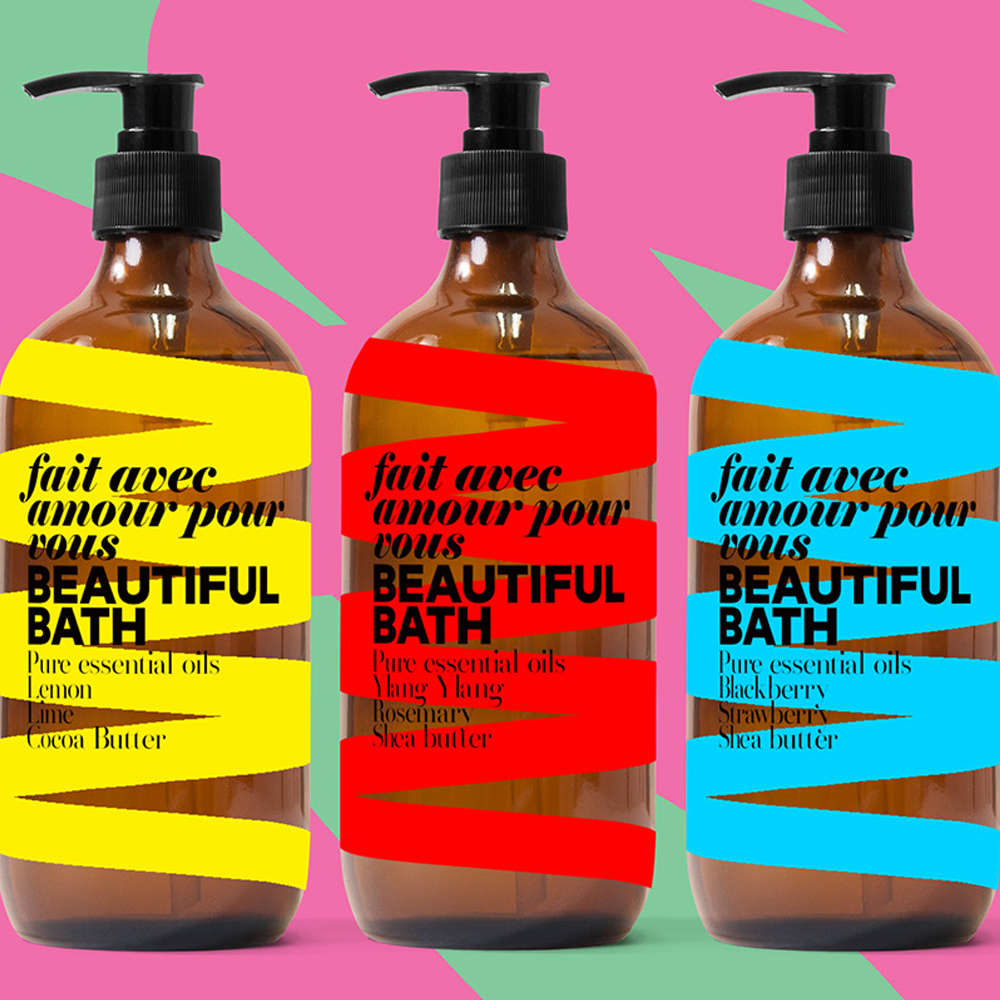 fait avec
amour pour
vous
BEAUTIFUL
BATH
Pure essential oils
Lemon
Lime
Cocoa Butter
fait avec
amour pour
vous
BEAUTIFUL
BATH
Pure essential oils
Ylang Ylang
Rosemary
Shea butter
fait avec
amour pour
vous
BEAUTIFUL
BATH
Pure essential oils
Blackberry
Strawberry
Shea butter